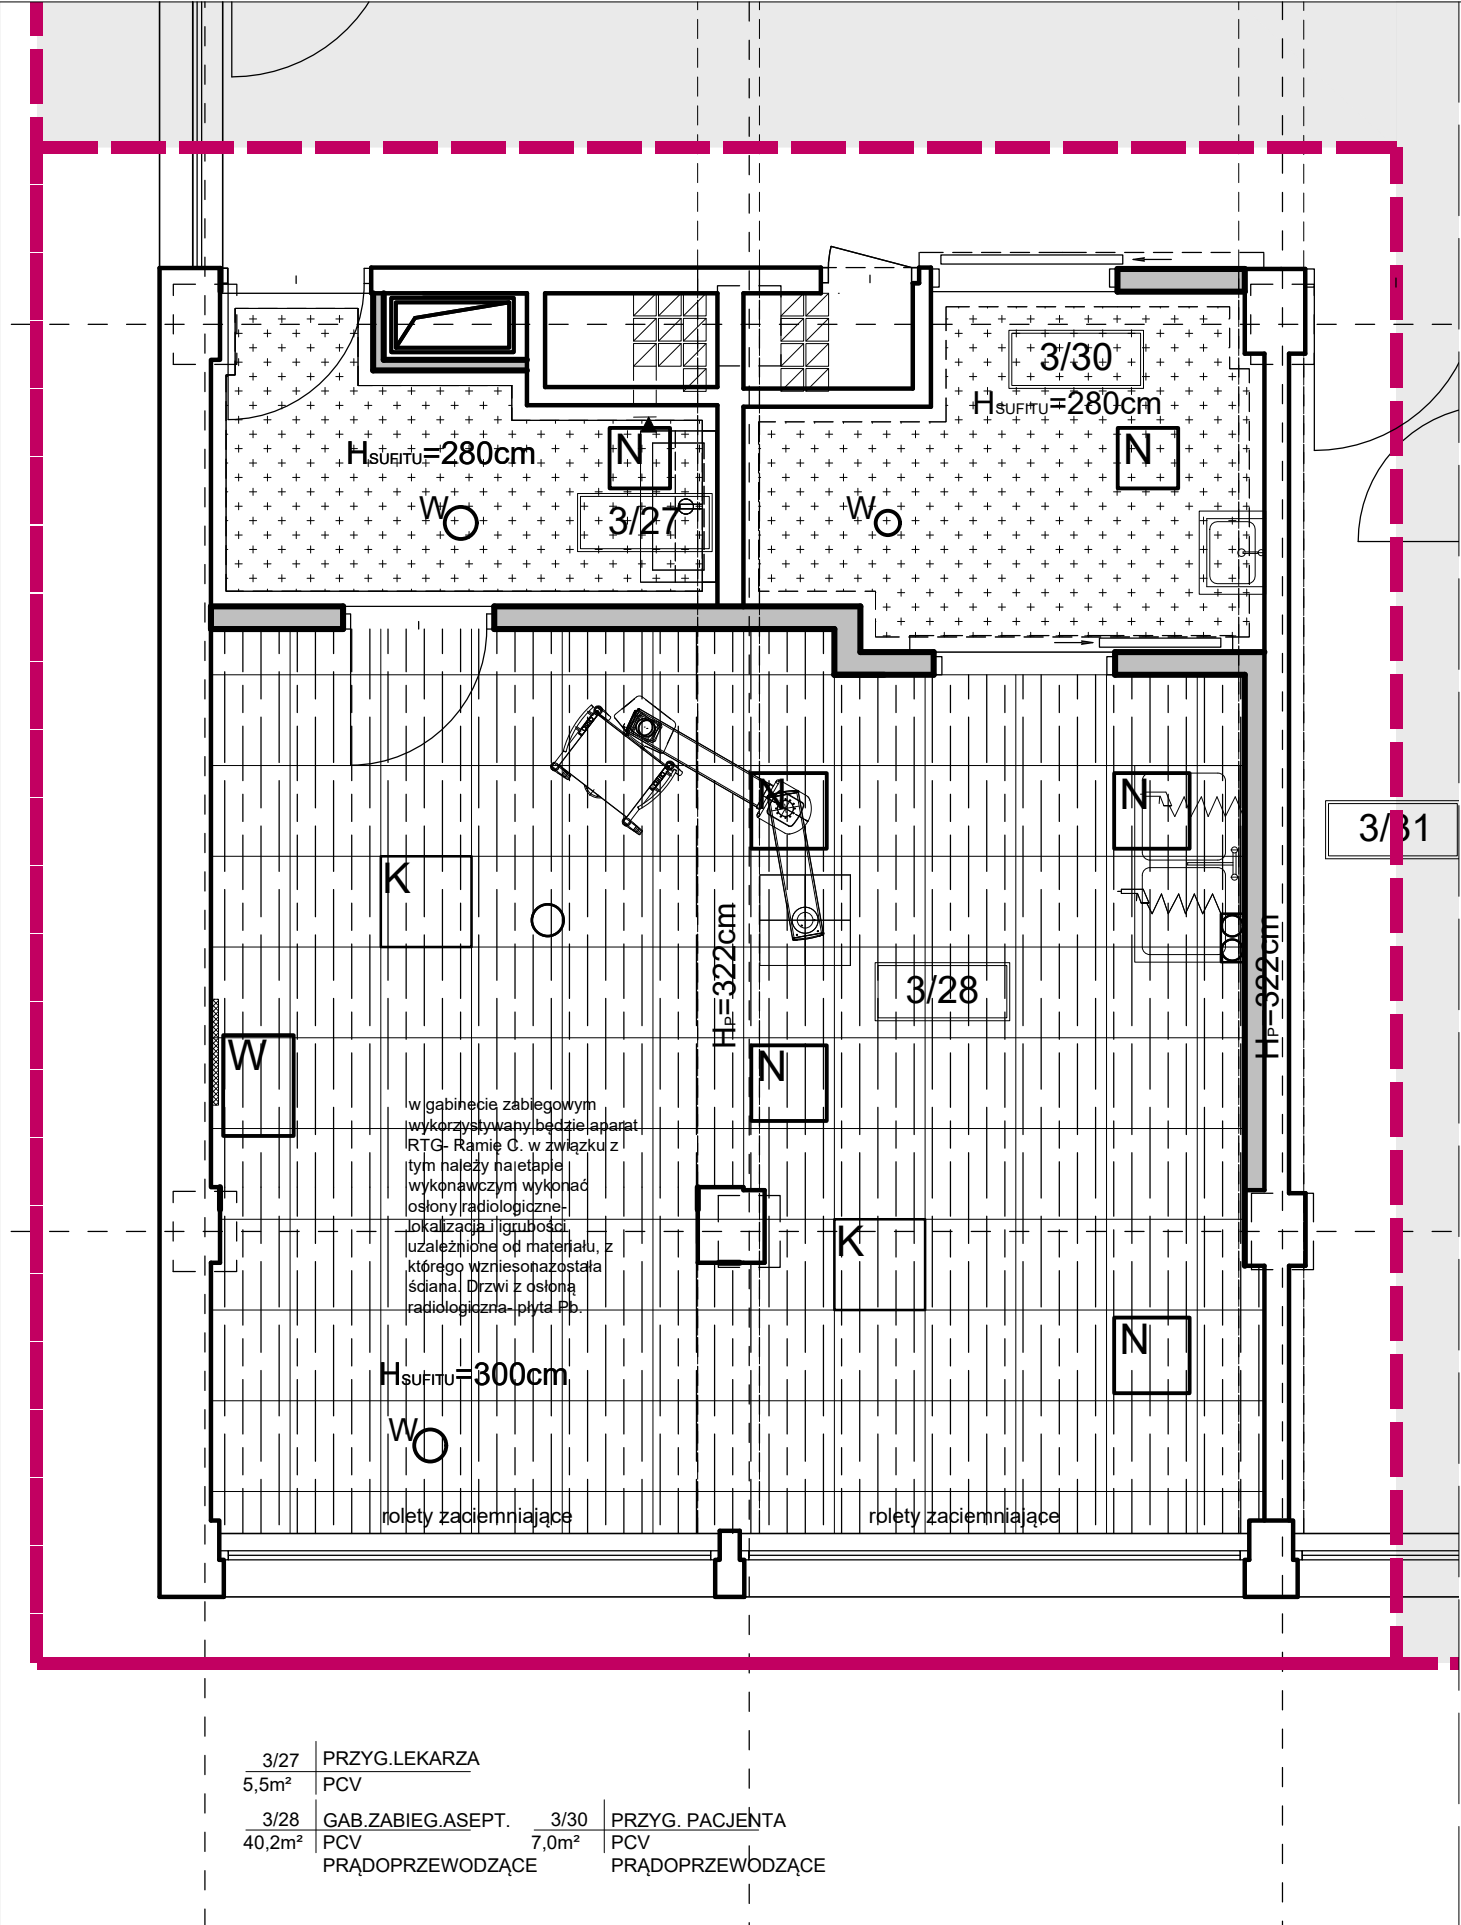 3/30
HSUFITU=280cm
HSUFITU=280cm
N
N
W
W
3/27
N
N
3/31
K
HP=322cm
HP=322cm
3/28
W
N
w gabinecie zabiegowym
wykorzystywany będzie aparat
RTG- Ramię C. w związku z
tym należy na etapie
wykonawczym wykonać
osłony radiologiczne-
lokalizacja i igrubości
uzależnione od materiału, z
którego wzniesonazostała
ściana. Drzwi z osłoną
radiologiczna- płyta Pb.
K
N
HSUFITU=300cm
W
rolety zaciemniające
rolety zaciemniające
3/27 PRZYG.LEKARZA
5,5m² PCV
3/28 GAB.ZABIEG.ASEPT.
40,2m² PCV
PRĄDOPRZEWODZĄCE
3/30 PRZYG. PACJENTA
7,0m² PCV
PRĄDOPRZEWODZĄCE